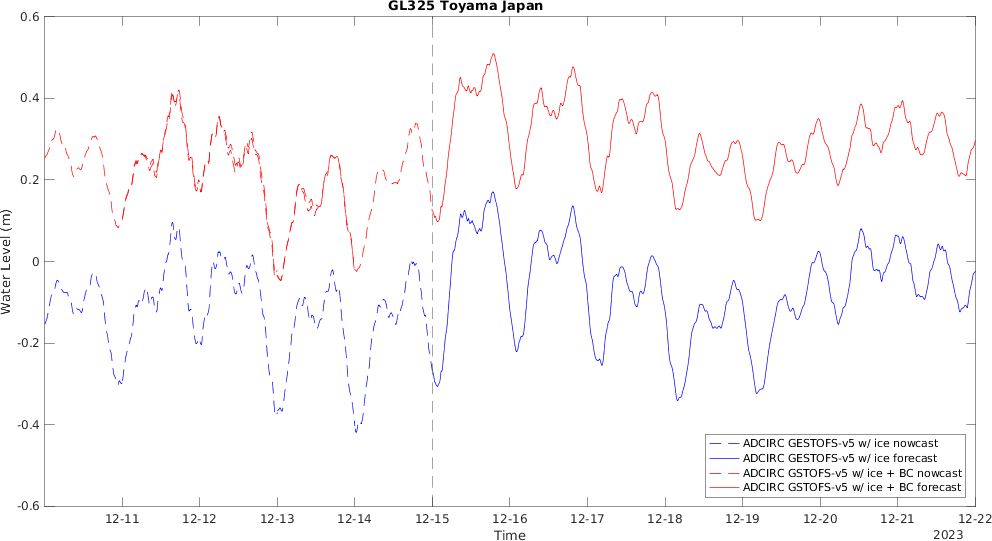 GL325 Toyama Japan
0.6
0.4
0.2
0
-0.2
-0.4
-0.6
Water Level (m)
ADCIRC GESTOFS-v5 w/ ice nowcast
ADCIRC GESTOFS-v5 w/ ice forecast
ADCIRC GSTOFS-v5 w/ ice + BC nowcast
ADCIRC GSTOFS-v5 w/ ice + BC forecast
12-11 12-12 12-13 12-14 12-15 12-16 12-17 12-18 12-19 12-20 12-21 12-22
Time
2023